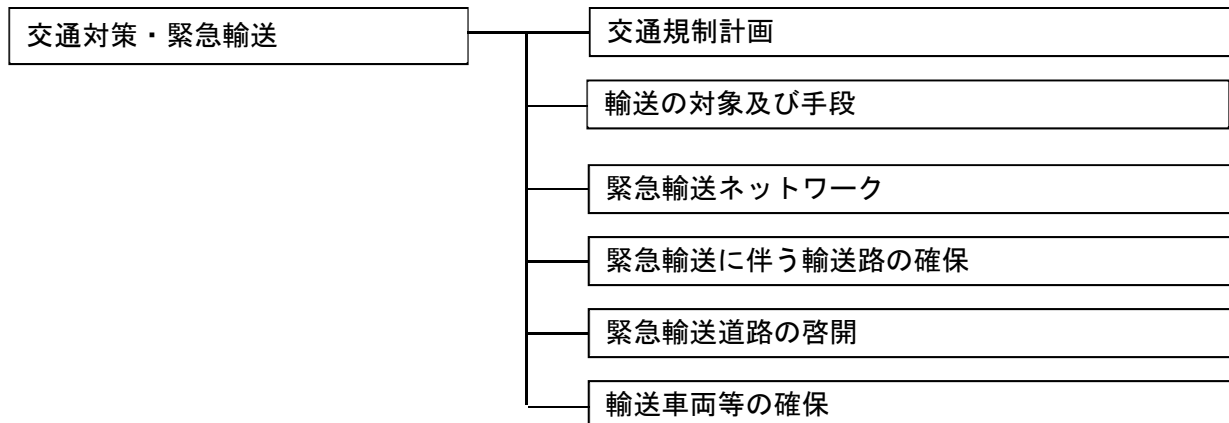 交通対策・緊急輸送
交通規制計画
輸送の対象及び手段
緊急輸送ネットワーク
緊急輸送に伴う輸送路の確保
緊急輸送道路の啓開
輸送車両等の確保